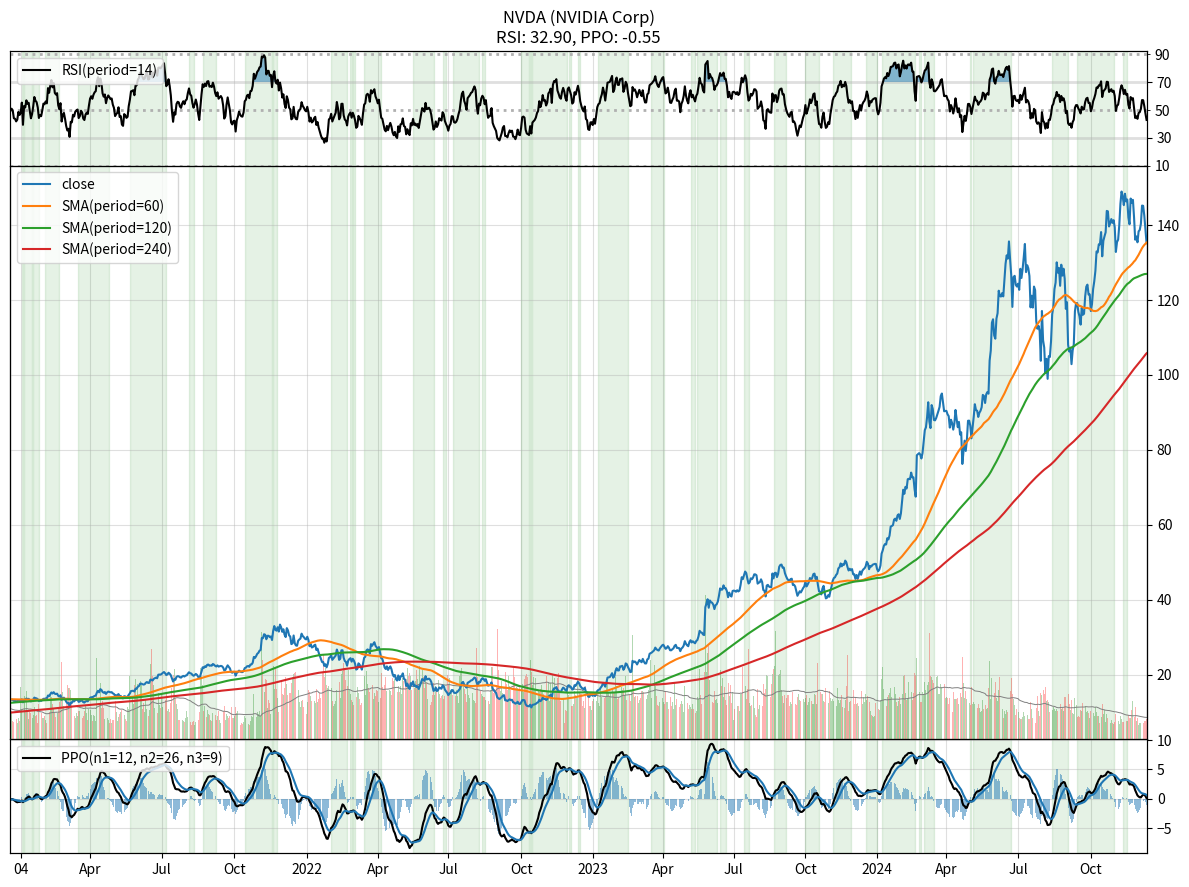 NVDA (NVIDIA Corp)
RSI: 32.90, PPO: -0.55
RSI(period=14)
90
70
50
30
10
close
SMA(period=60)
SMA(period=120)
SMA(period=240)
140
120
100
80
60
40
20
PPO(n1=12, n2=26, n3=9)
10
5
0
−5
04 Apr Jul Oct 2022 Apr Jul Oct 2023 Apr Jul Oct 2024 Apr Jul Oct